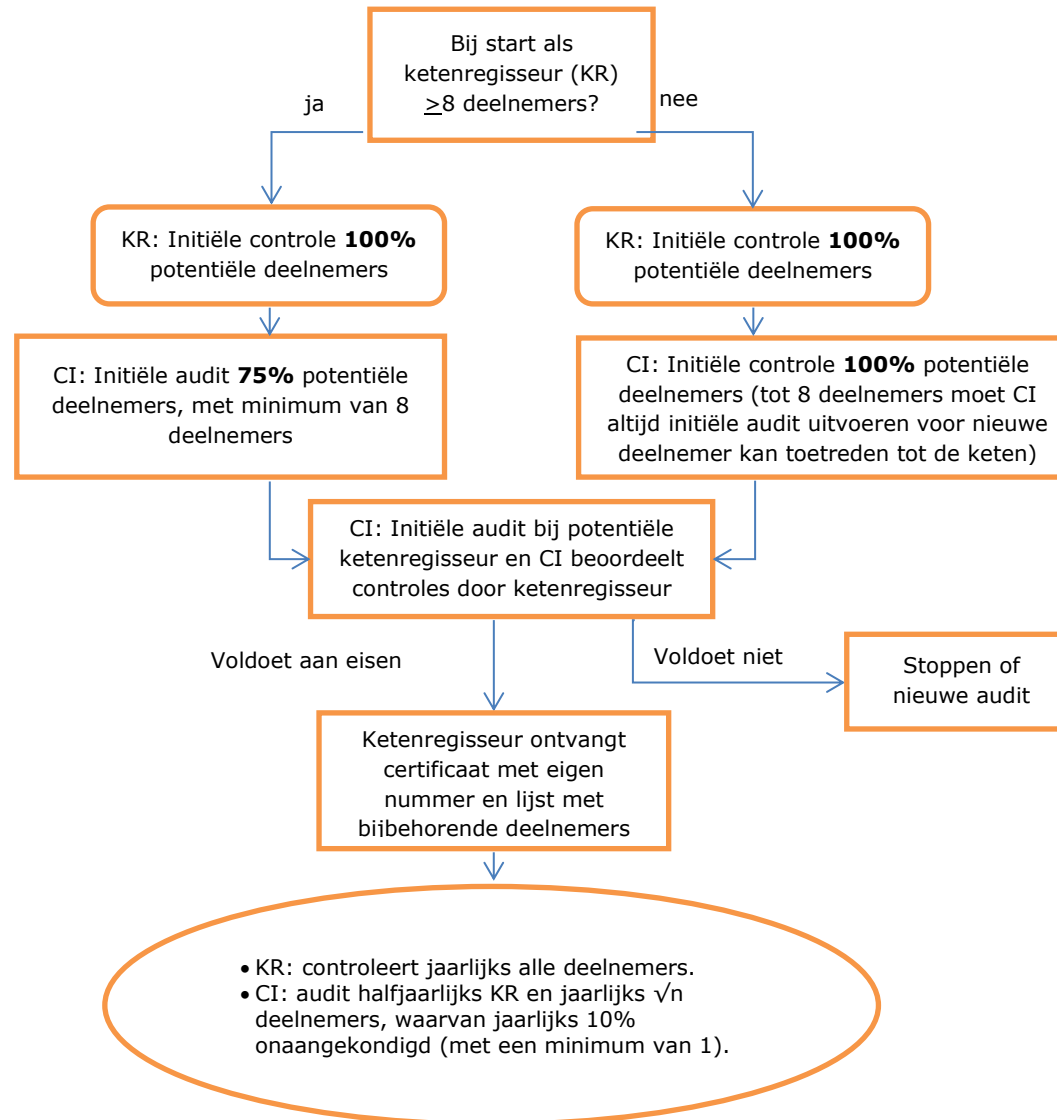 Bij start als
ketenregisseur (KR)
≥8 deelnemers?
ja
nee
KR: Initiële controle 100%
potentiële deelnemers
KR: Initiële controle 100%
potentiële deelnemers
CI: Initiële audit 75% potentiële
deelnemers, met minimum van 8
deelnemers
CI: Initiële controle 100% potentiële
deelnemers (tot 8 deelnemers moet CI
altijd initiële audit uitvoeren voor nieuwe
deelnemer kan toetreden tot de keten)
CI: Initiële audit bij potentiële
ketenregisseur en CI beoordeelt
controles door ketenregisseur
Voldoet aan eisen
Voldoet niet
Stoppen of
nieuwe audit
Ketenregisseur ontvangt
certificaat met eigen
nummer en lijst met
bijbehorende deelnemers
• KR: controleert jaarlijks alle deelnemers.
• CI: audit halfjaarlijks KR en jaarlijks √n
deelnemers, waarvan jaarlijks 10%
onaangekondigd (met een minimum van 1).